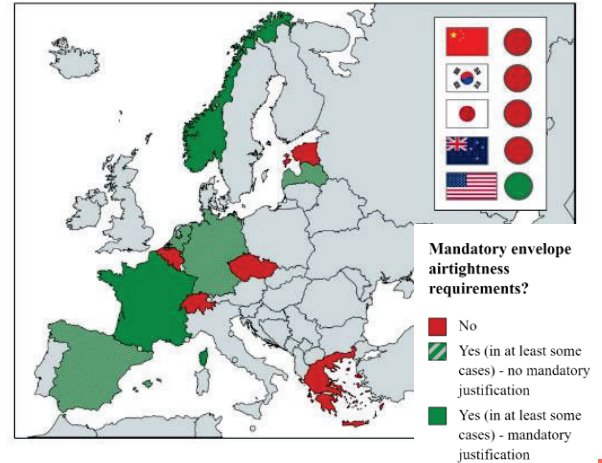 Mandatory envelope
airtightness
requirements?
No
Yes (in at least some
cases) - no mandatory
justification
Yes (in at least some
cases) - mandatory
justification